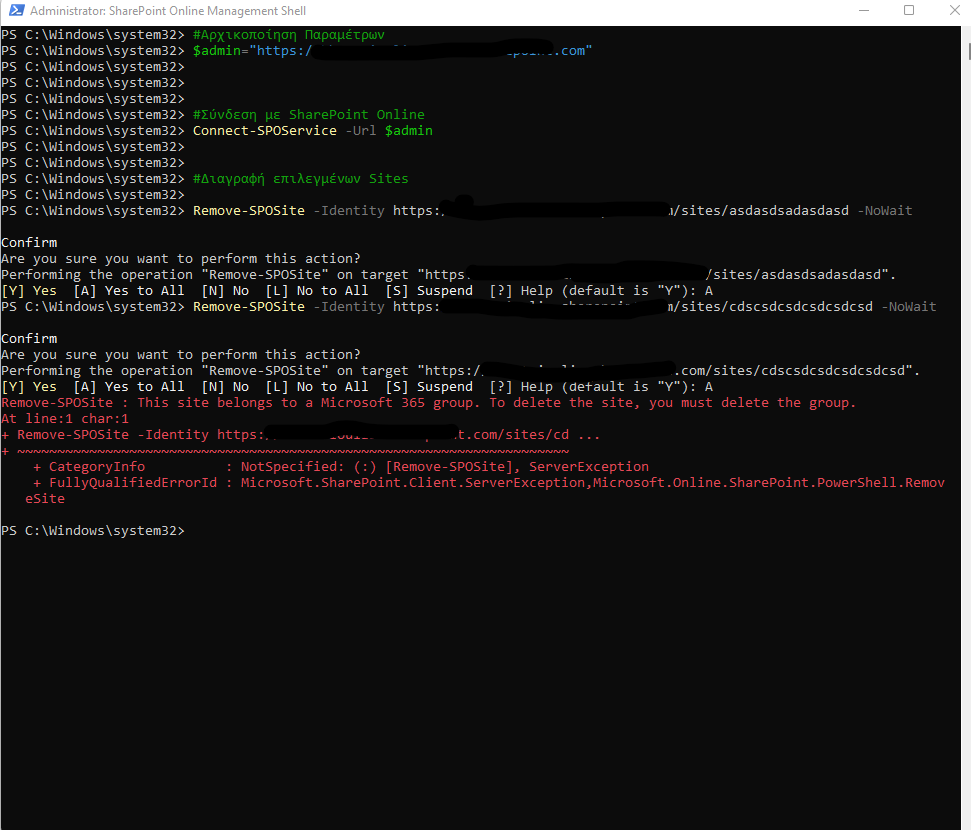 Administrator: SharePoint Online Management Shell
PS C:\Windows\system32> #Αρχικοποίηση Παραμέτρων
PS C:\Windows\system32> $admin="https:/ .com"
PS C:\Windows\system32>
PS C:\Windows\system32>
PS C:\Windows\system32>
PS C:\Windows\system32> #Σύνδεση με SharePoint Online
PS C:\Windows\system32> Connect-SPOService -Url $admin
PS C:\Windows\system32>
PS C:\Windows\system32>
PS C:\Windows\system32> #Διαγραφή επιλεγμένων Sites
PS C:\Windows\system32>
PS C:\Windows\system32> Remove-SPOSite -Identity https: /sites/asdasdsadasdasd -NoWait
Confirm
Are you sure you want to perform this action?
Performing the operation "Remove-SPOSite" on target "https: /sites/asdasdsadasdasd".
[Y] Yes  [A] Yes to All  [N] No  [L] No to All  [S] Suspend  [?] Help (default is "Y"): A
PS C:\Windows\system32> Remove-SPOSite -Identity https: /sites/cdscsdcsdcsdcsdcsd -NoWait
Confirm
Are you sure you want to perform this action?
Performing the operation "Remove-SPOSite" on target "https:/ .com/sites/cdscsdcsdcsdcsdcsd".
[Y] Yes  [A] Yes to All  [N] No  [L] No to All  [S] Suspend  [?] Help (default is "Y"): A
Remove-SPOSite : This site belongs to a Microsoft 365 group. To delete the site, you must delete the group.
At line:1 char:1
+ Remove-SPOSite -Identity https: t.com/sites/cd ...
+ ~~~~~~~~~~~~~~~~~~~~~~~~~~~~~~~~~~~~~~~~~~~~~~~~~~~~~~~~~~~~~~~~~~~~~
+ CategoryInfo          : NotSpecified: (:) [Remove-SPOSite], ServerException
+ FullyQualifiedErrorId : Microsoft.SharePoint.Client.ServerException,Microsoft.Online.SharePoint.PowerShell.Remov
eSite
PS C:\Windows\system32>